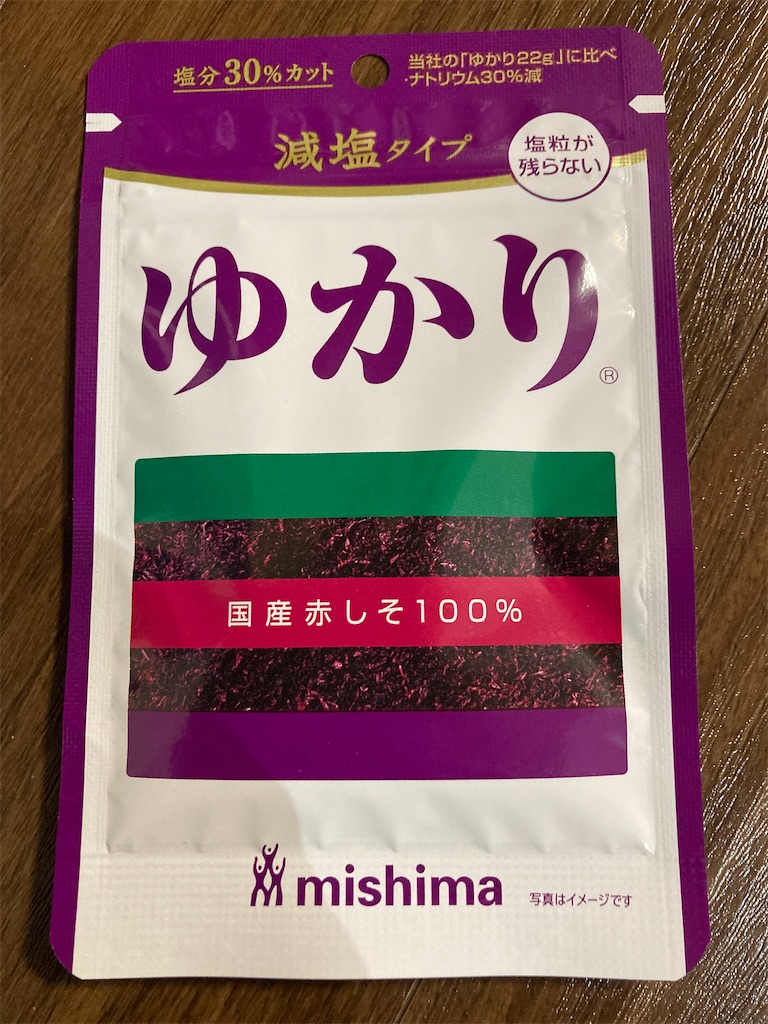 塩分30%カット
当社の「ゆかり22g」に比べ
ナトリウム30%減
減塩タイプ
塩粒が
残らない
ゆかり
®
国産赤しそ100%
mishima
写真はイメージです